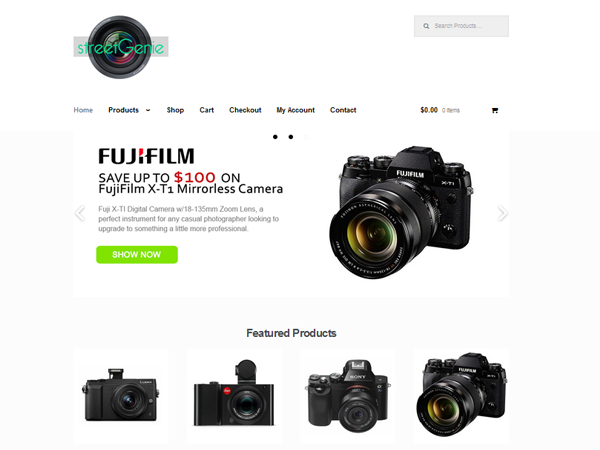 streetGenie
Search Products...
Home Products Shop Cart Checkout My Account Contact $0.00 0 items
FUJIFILM
SAVE UP TO $100 ON
FujiFilm X-T1 Mirrorless Camera
Fuji X-TI Digital Camera w/18-135mm Zoom Lens, a
perfect instrument for any casual photographer looking to
upgrade to something a little more professional.
SHOW NOW
FUJIFILM
X-T1
Featured Products
LUMIX
SONY
FUJIFILM
X-T1